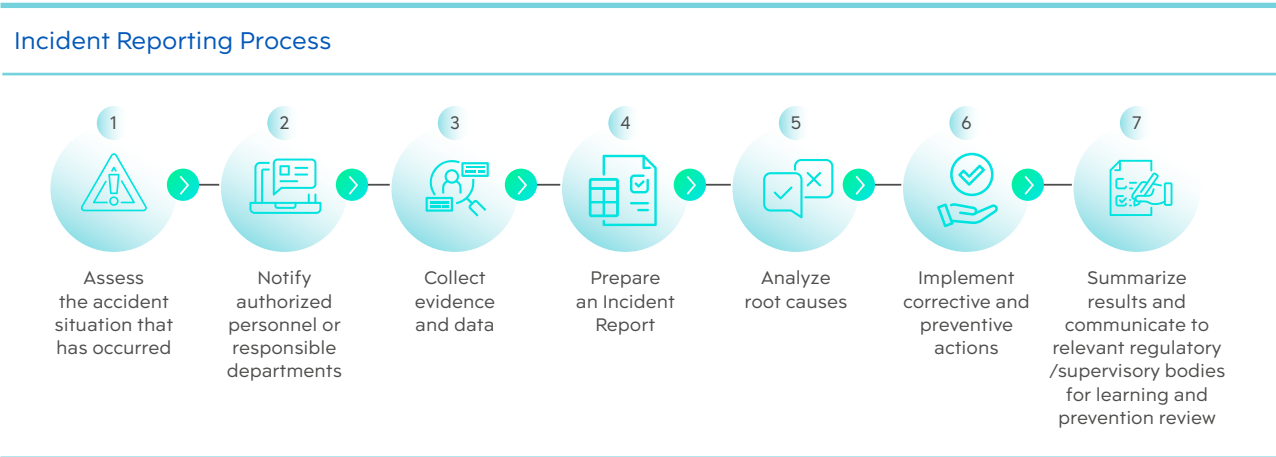 Incident Reporting Process
1
Assess
the accident
situation that
has occurred
2
Notify
authorized
personnel or
responsible
departments
3
Collect
evidence
and data
4
Prepare
an Incident
Report
5
Analyze
root causes
6
Implement
corrective and
preventive
actions
7
Summarize
results and
communicate to
relevant regulatory
/supervisory bodies
for learning and
prevention review